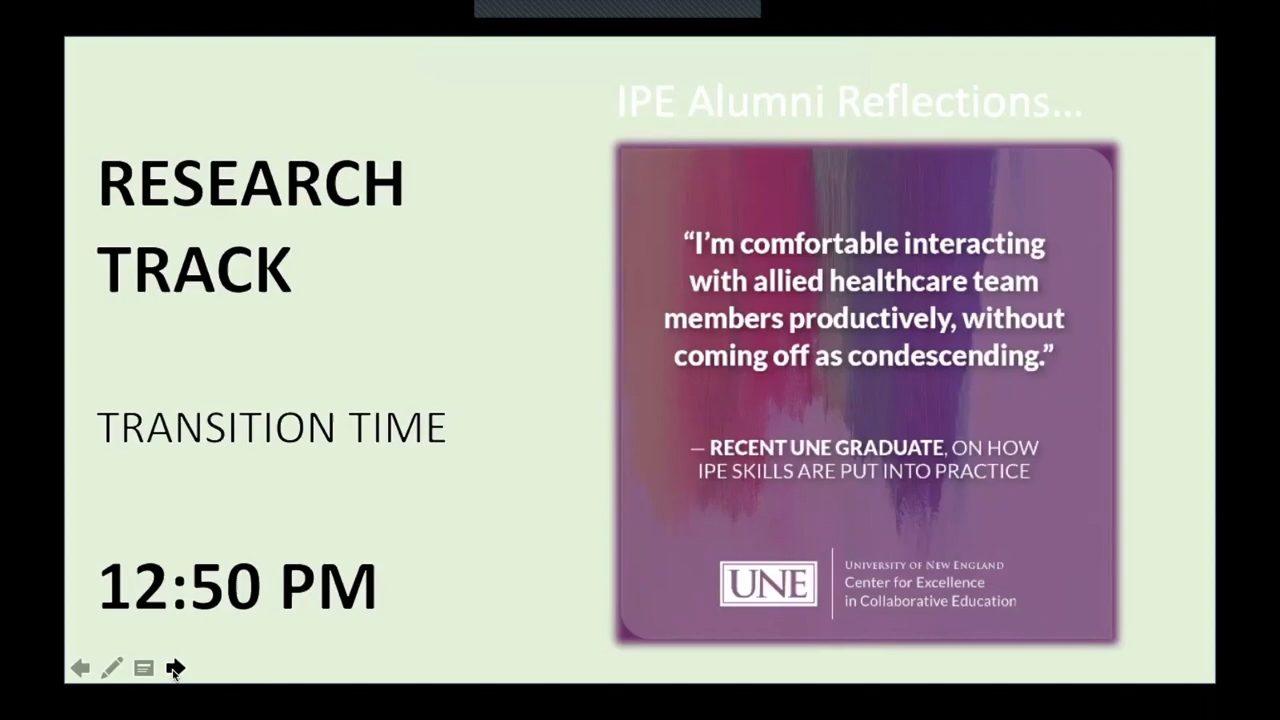 RESEARCH
TRACK
TRANSITION TIME
12:50 PM
IPE Alumni Reflections...
“I’m comfortable interacting
with allied healthcare team
members productively, without
coming off as condescending.”
– RECENT UNE GRADUATE, ON HOW
IPE SKILLS ARE PUT INTO PRACTICE
UNE
UNIVERSITY OF NEW ENGLAND
Center for Excellence
in Collaborative Education